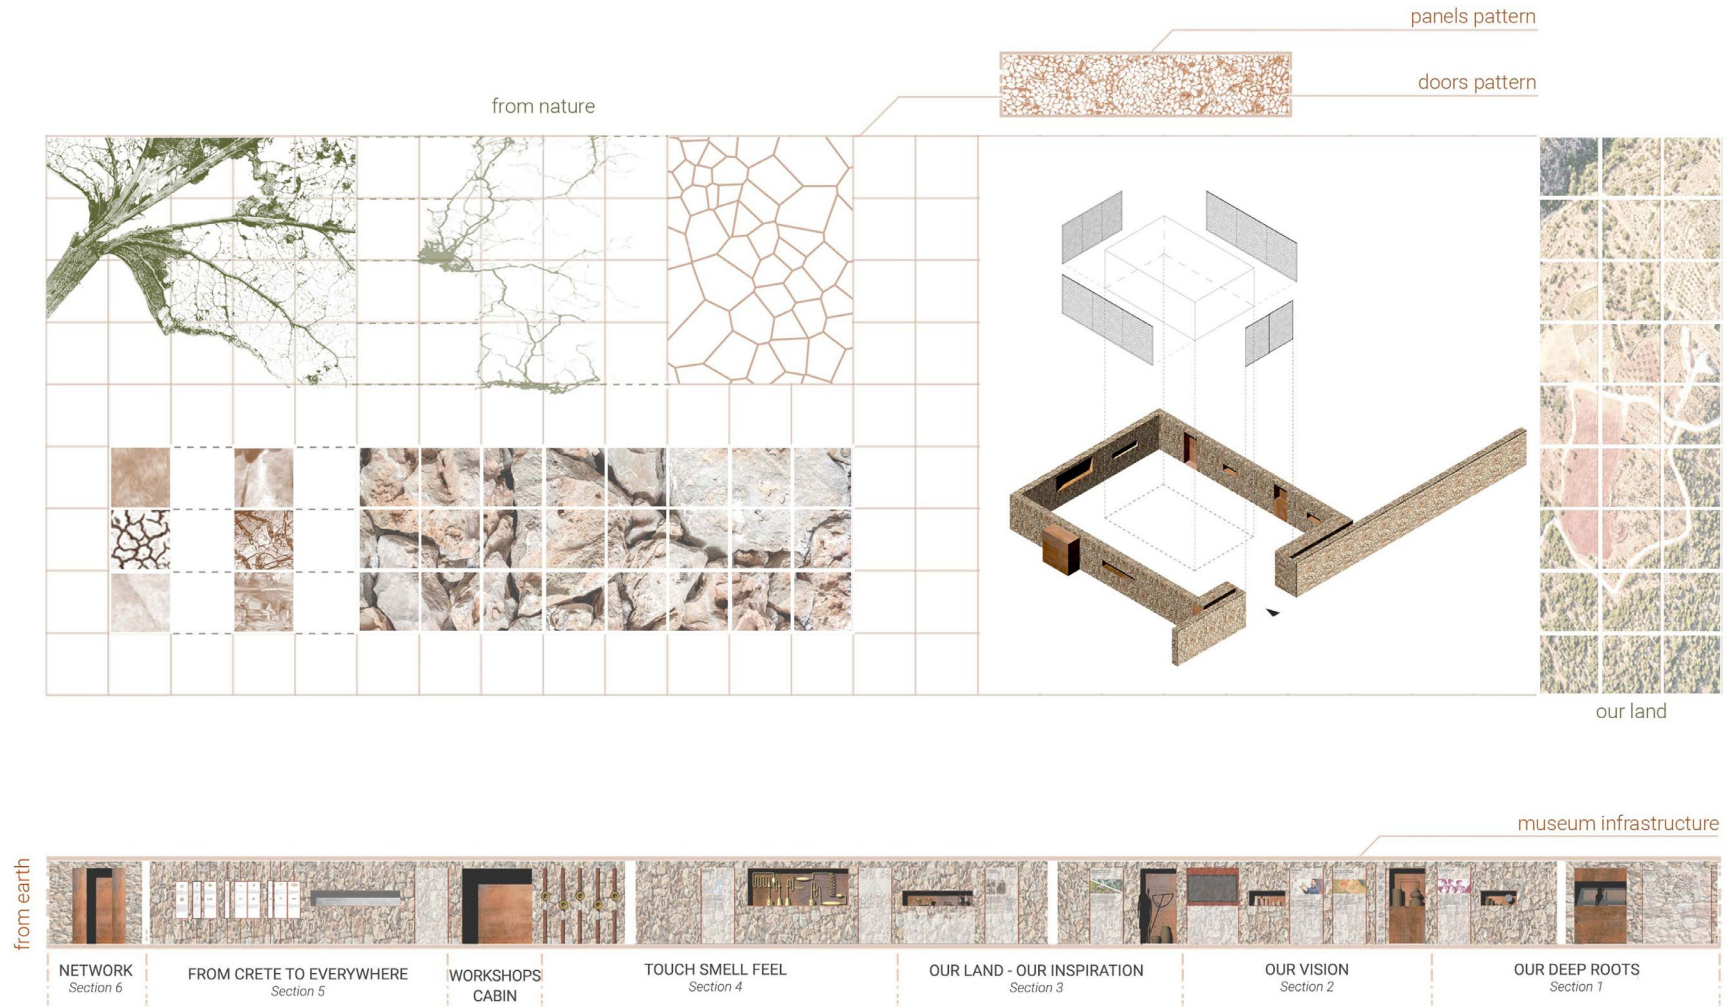 panels pattern
doors pattern
from nature
our land
museum infrastructure
from earth
NETWORK
Section 6
FROM CRETE TO EVERYWHERE
Section 5
WORKSHOPS
CABIN
TOUCH SMELL FEEL
Section 4
OUR LAND - OUR INSPIRATION
Section 3
OUR VISION
Section 2
OUR DEEP ROOTS
Section 1